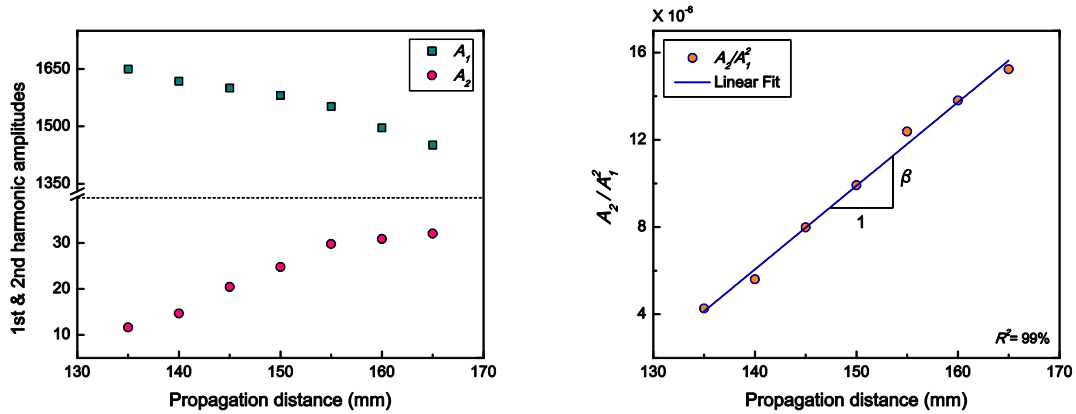 1st & 2nd harmonic amplitudes
1650
1500
1350
30
20
10
A1
A2
130 140 150 160 170
Propagation distance (mm)
X 10⁻⁶
A2/A1²
16
12
8
4
A2/A1²
Linear Fit
β
1
R²= 99%
130 140 150 160 170
Propagation distance (mm)